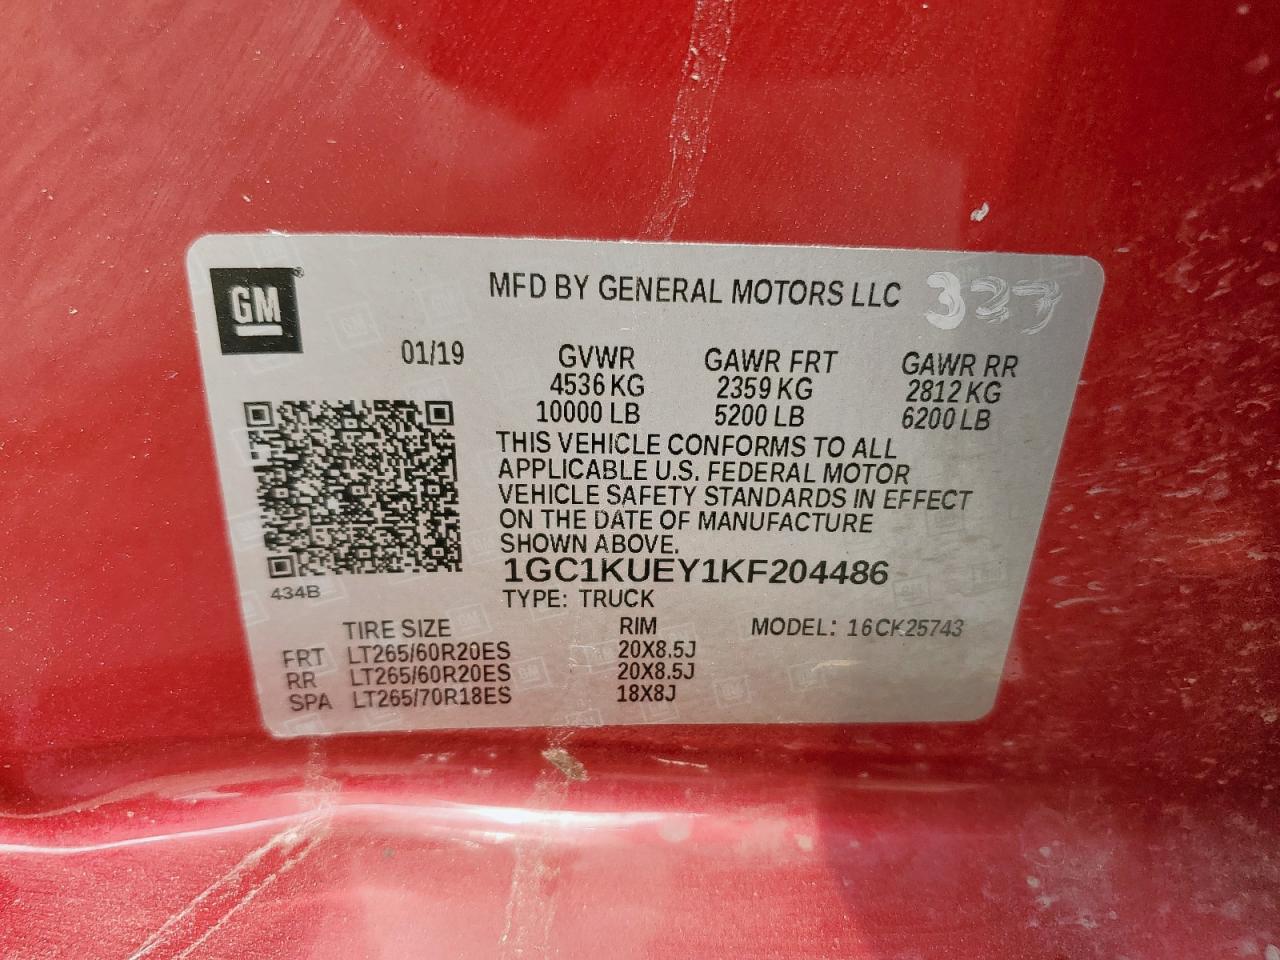 GM
MFD BY GENERAL MOTORS LLC
327
01/19
GVWR GAWR FRT GAWR RR
4536 KG 2359 KG 2812 KG
10000 LB 5200 LB 6200 LB
THIS VEHICLE CONFORMS TO ALL
APPLICABLE U.S. FEDERAL MOTOR
VEHICLE SAFETY STANDARDS IN EFFECT
ON THE DATE OF MANUFACTURE
SHOWN ABOVE.
1GC1KUEY1KF204486
434B
TYPE: TRUCK
TIRE SIZE RIM MODEL: 16CK25743
FRT LT265/60R20ES 20X8.5J
RR LT265/60R20ES 20X8.5J
SPA LT265/70R18ES 18X8J